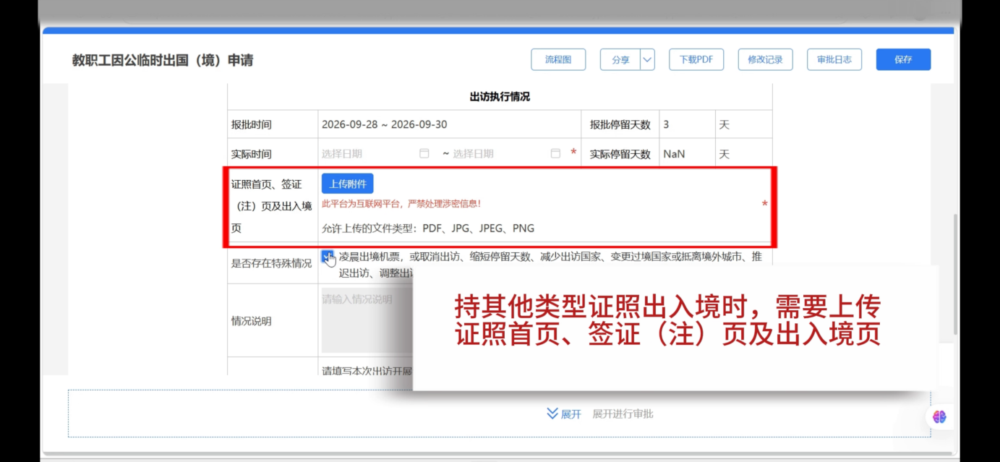 教职工因公临时出国（境）申请
流程图
分享
下载PDF
修改记录
审批日志
保存
出访执行情况
报批时间
2026-09-28 ~ 2026-09-30
报批停留天数
3
天
实际时间
选择日期
~ 选择日期
*
实际停留天数
NaN
天
证照首页、签证
（注）页及出入境
页
上传附件
此平台为互联网平台，严禁处理涉密信息！
*
允许上传的文件类型：PDF、JPG、JPEG、PNG
是否存在特殊情况
凌晨出境机票，或取消出访、缩短停留天数、减少出访国家、变更过境国家或抵离境外城市、推
迟出访、调整出访
情况说明
请输入情况说明
持其他类型证照出入境时，需要上传
证照首页、签证（注）页及出入境页
请填写本次出访开展
展开
展开进行审批